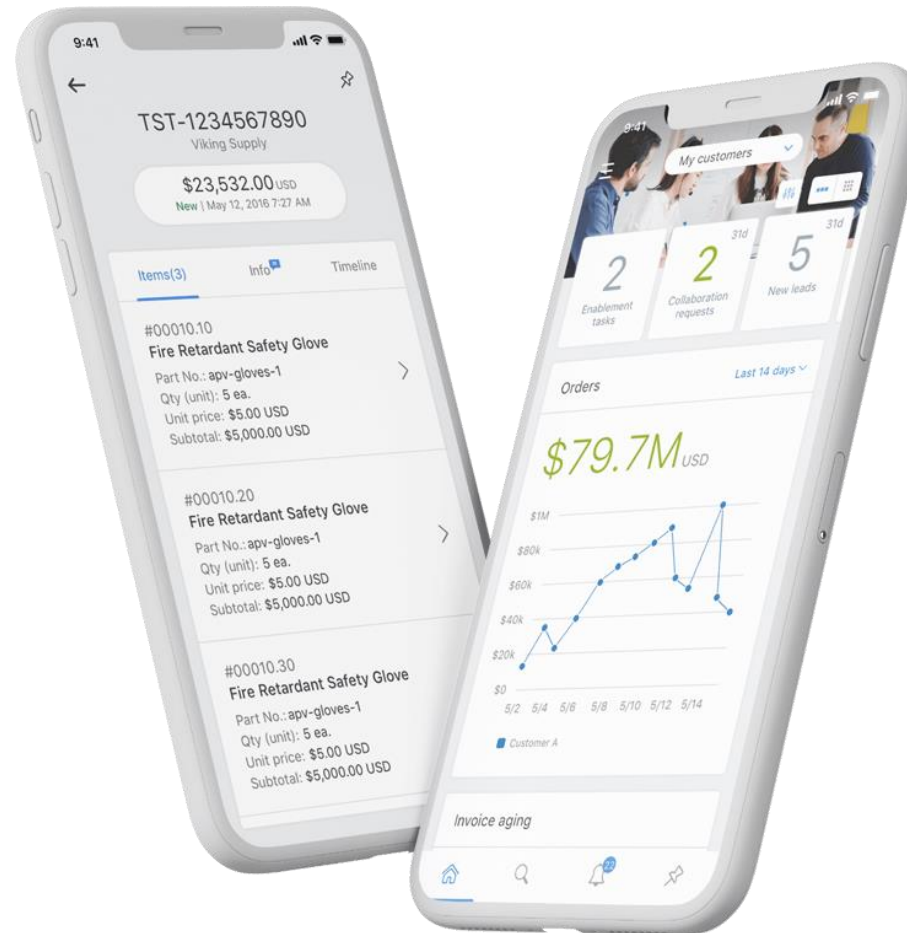 9:41
TST-1234567890
Viking Supply
$23,532.00 USD
New | May 12, 2016 7:27 AM
Items(3) Info Timeline
#00010.10
Fire Retardant Safety Glove
Part No.: apv-gloves-1
Qty (unit): 5 ea.
Unit price: $5.00 USD
Subtotal: $5,000.00 USD
#00010.20
Fire Retardant Safety Glove
Part No.: apv-gloves-1
Qty (unit): 5 ea.
Unit price: $5.00 USD
Subtotal: $5,000.00 USD
#00010.30
Fire Retardant Safety Glove
Part No.: apv-gloves-1
Qty (unit): 5 ea.
Unit price: $5.00 USD
Subtotal: $5,000.00 USD
9:41
My customers
31d 31d
2 2 5
Enablement tasks
Collaboration requests
New leads
Orders Last 14 days
$79.7M USD
$1M
$80k
$60k
$40k
$20k
$0
5/2 5/4 5/6 5/8 5/10 5/12 5/14
Customer A
Invoice aging
22